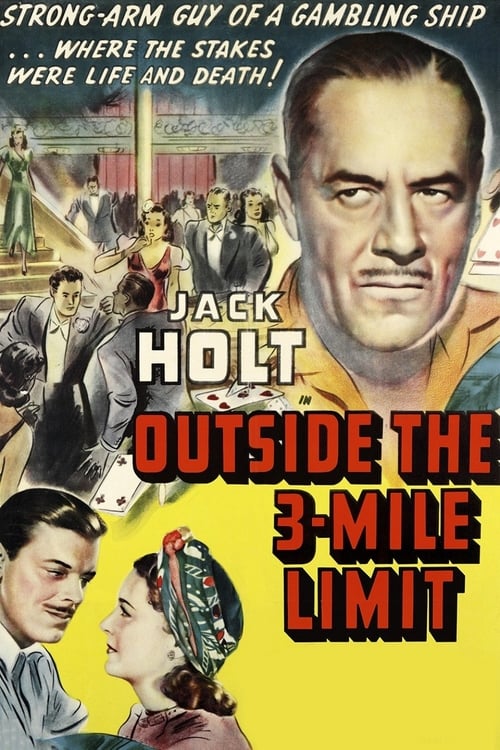 STRONG-ARM GUY OF A GAMBLING SHIP
...WHERE THE STAKES
WERE LIFE AND DEATH!
JACK
HOLT
IN
OUTSIDE THE
3-MILE
LIMIT